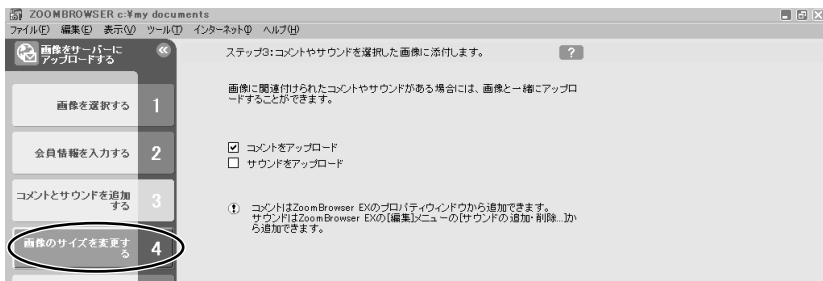 ZOOMBROWSER c:¥my documents
ファイル(F) 編集(E) 表示(V) ツール(T) インターネット(I) ヘルプ(H)
画像をサーバーに
アップロードする
«
ステップ3:コメントやサウンドを選択した画像に添付します。
?
画像を選択する 1
会員情報を入力する 2
コメントとサウンドを追加
する
3
画像のサイズを変更す
る
4
画像に関連付けられたコメントやサウンドがある場合には、画像と一緒にアップロ
ードすることができます。
コメントをアップロード
サウンドをアップロード
コメントはZoomBrowser EXのプロパティウィンドウから追加できます。
サウンドはZoomBrowser EXの[編集]メニューの[サウンドの追加・削除...]か
ら追加できます。